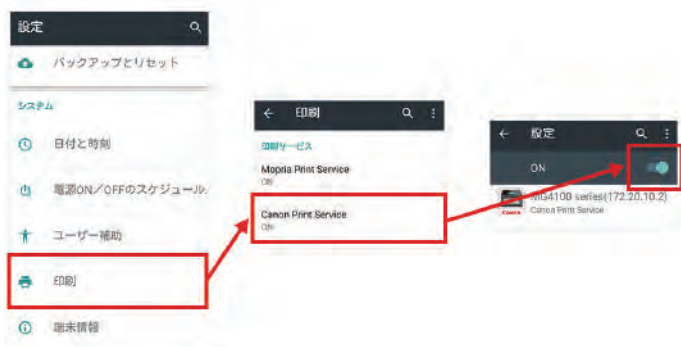 設定
バックアップとリセット
システム
日付と時刻
電源ON/OFFのスケジュール
ユーザー補助
印刷
端末情報
印刷
印刷サービス
Mopria Print Service
ON
Canon Print Service
ON
設定
ON
MG4100 series(172.20.10.2)
Canon Print Service
Canon